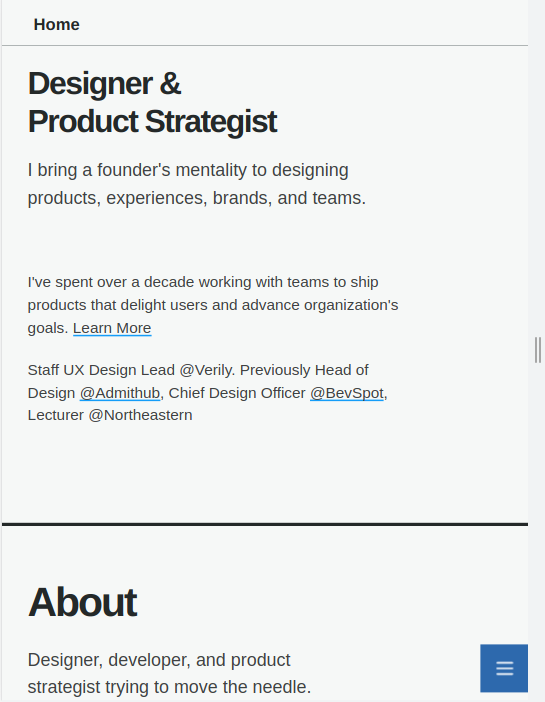 Home
Designer &
Product Strategist
I bring a founder's mentality to designing
products, experiences, brands, and teams.
I've spent over a decade working with teams to ship
products that delight users and advance organization's
goals. Learn More
Staff UX Design Lead @Verily. Previously Head of
Design @Admithub, Chief Design Officer @BevSpot,
Lecturer @Northeastern
About
Designer, developer, and product
strategist trying to move the needle.